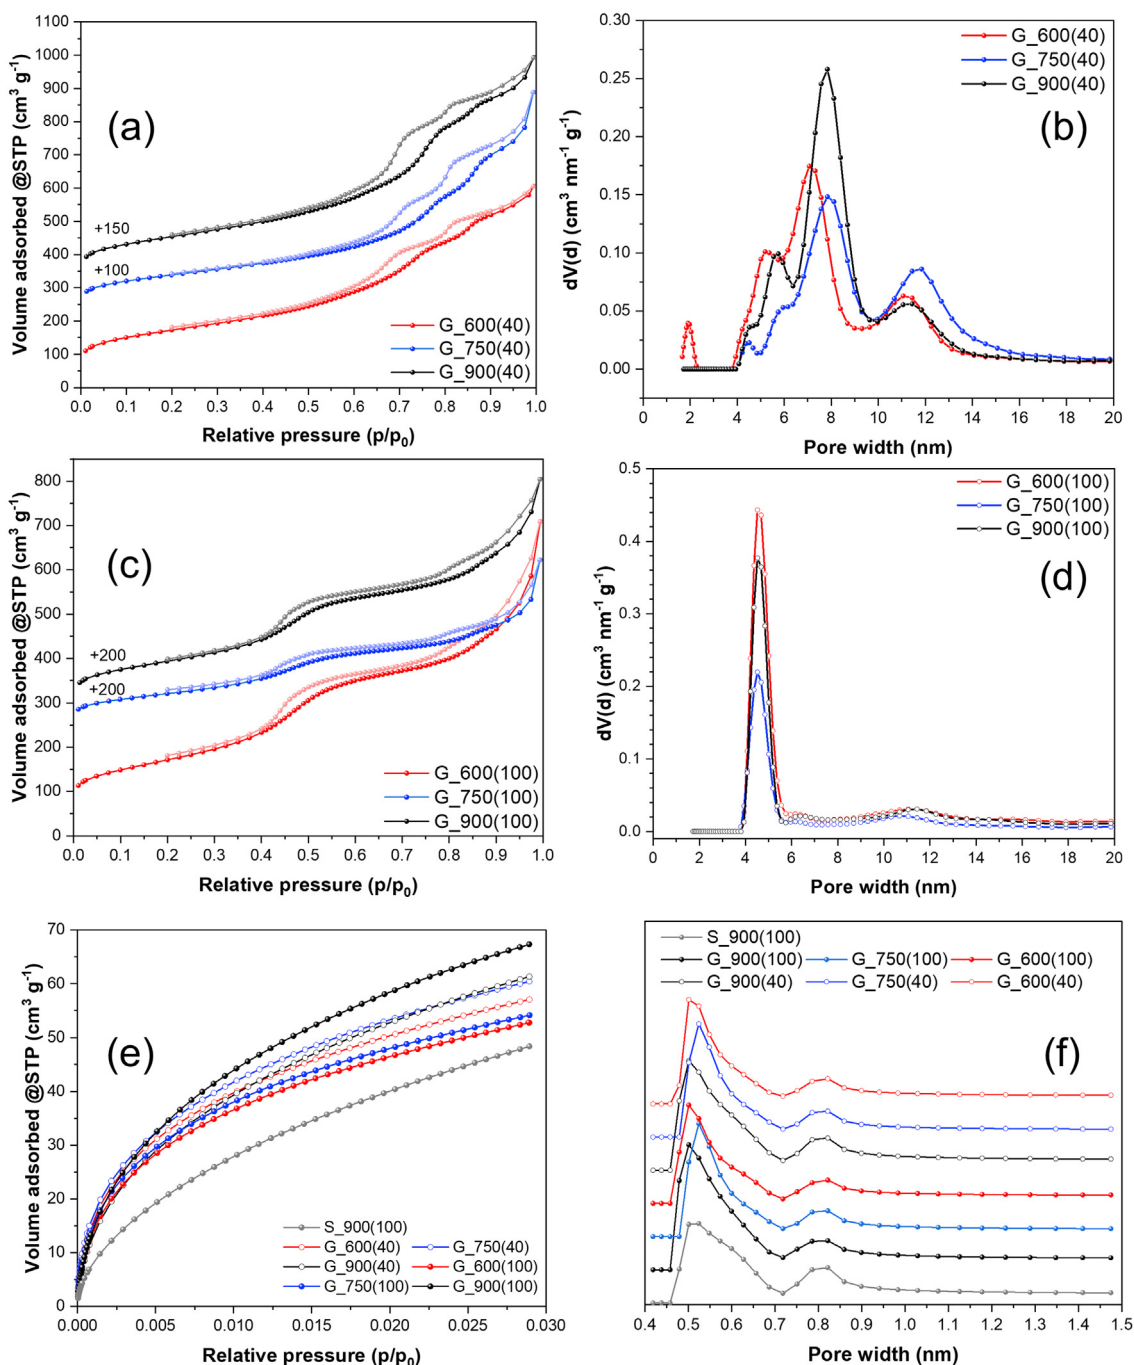 1100
1000
900
800
700
600
500
400
300
200
100
0
Volume adsorbed @STP (cm³ g⁻¹)
(a)
+150
+100
G_600(40)
G_750(40)
G_900(40)
0.0 0.1 0.2 0.3 0.4 0.5 0.6 0.7 0.8 0.9 1.0
Relative pressure (p/p₀)
0.30
0.25
0.20
0.15
0.10
0.05
0.00
dV(d) (cm³ nm⁻¹ g⁻¹)
G_600(40)
G_750(40)
G_900(40)
(b)
0 2 4 6 8 10 12 14 16 18 20
Pore width (nm)
800
700
600
500
400
300
200
100
0
Volume adsorbed @STP (cm³ g⁻¹)
(c)
+200
+200
G_600(100)
G_750(100)
G_900(100)
0.0 0.1 0.2 0.3 0.4 0.5 0.6 0.7 0.8 0.9 1.0
Relative pressure (p/p₀)
0.5
0.4
0.3
0.2
0.1
0.0
dV(d) (cm³ nm⁻¹ g⁻¹)
G_600(100)
G_750(100)
G_900(100)
(d)
0 2 4 6 8 10 12 14 16 18 20
Pore width (nm)
70
60
50
40
30
20
10
0
Volume adsorbed @STP (cm³ g⁻¹)
(e)
S_900(100)
G_600(40) G_750(40)
G_900(40) G_600(100)
G_750(100) G_900(100)
0.000 0.005 0.010 0.015 0.020 0.025 0.030
Relative pressure (p/p₀)
S_900(100)
G_900(100) G_750(100) G_600(100)
G_900(40) G_750(40) G_600(40)
(f)
0.4 0.5 0.6 0.7 0.8 0.9 1.0 1.1 1.2 1.3 1.4 1.5
Pore width (nm)